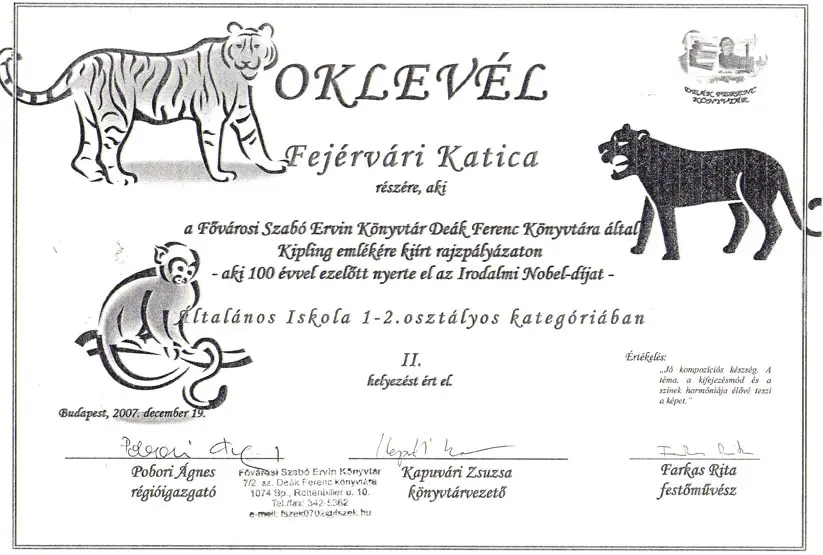 OKLEVÉL
DEÁK FERENC
KÖNYVTÁR
Fejérvári Katica
részére, aki
a Fővárosi Szabó Ervin Könyvtár Deák Ferenc Könyvtára által
Kipling emlékére kiírt rajzpályázaton
- aki 100 évvel ezelőtt nyerte el az Irodalmi Nobel-díjat -
Általános Iskola 1-2.osztályos kategóriában
II.
helyezést ért el.
Értékelés:
„Jó kompozíciós készség. A
téma, a kifejezésmód és a
színek harmóniája élővé teszi
a képet."
Budapest, 2007. december 19.
Pobori Ágnes
régióigazgató
Fővárosi Szabó Ervin Könyvtár
7/2. sz. Deák Ferenc könyvtára
1074 Bp., Rottenbiller u. 10.
Tel./fax: 342-5362
e-mail:
Kapuvári Zsuzsa
könyvtárvezető
Farkas Rita
festőművész